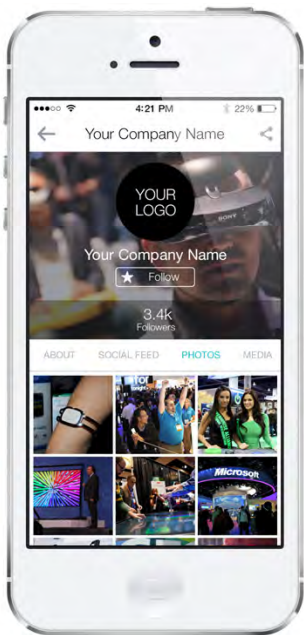 4:21 PM
22%
Your Company Name
YOUR
LOGO
SONY
Your Company Name
Follow
3.4k
Followers
ABOUT
SOCIAL FEED
PHOTOS
MEDIA
Microsoft